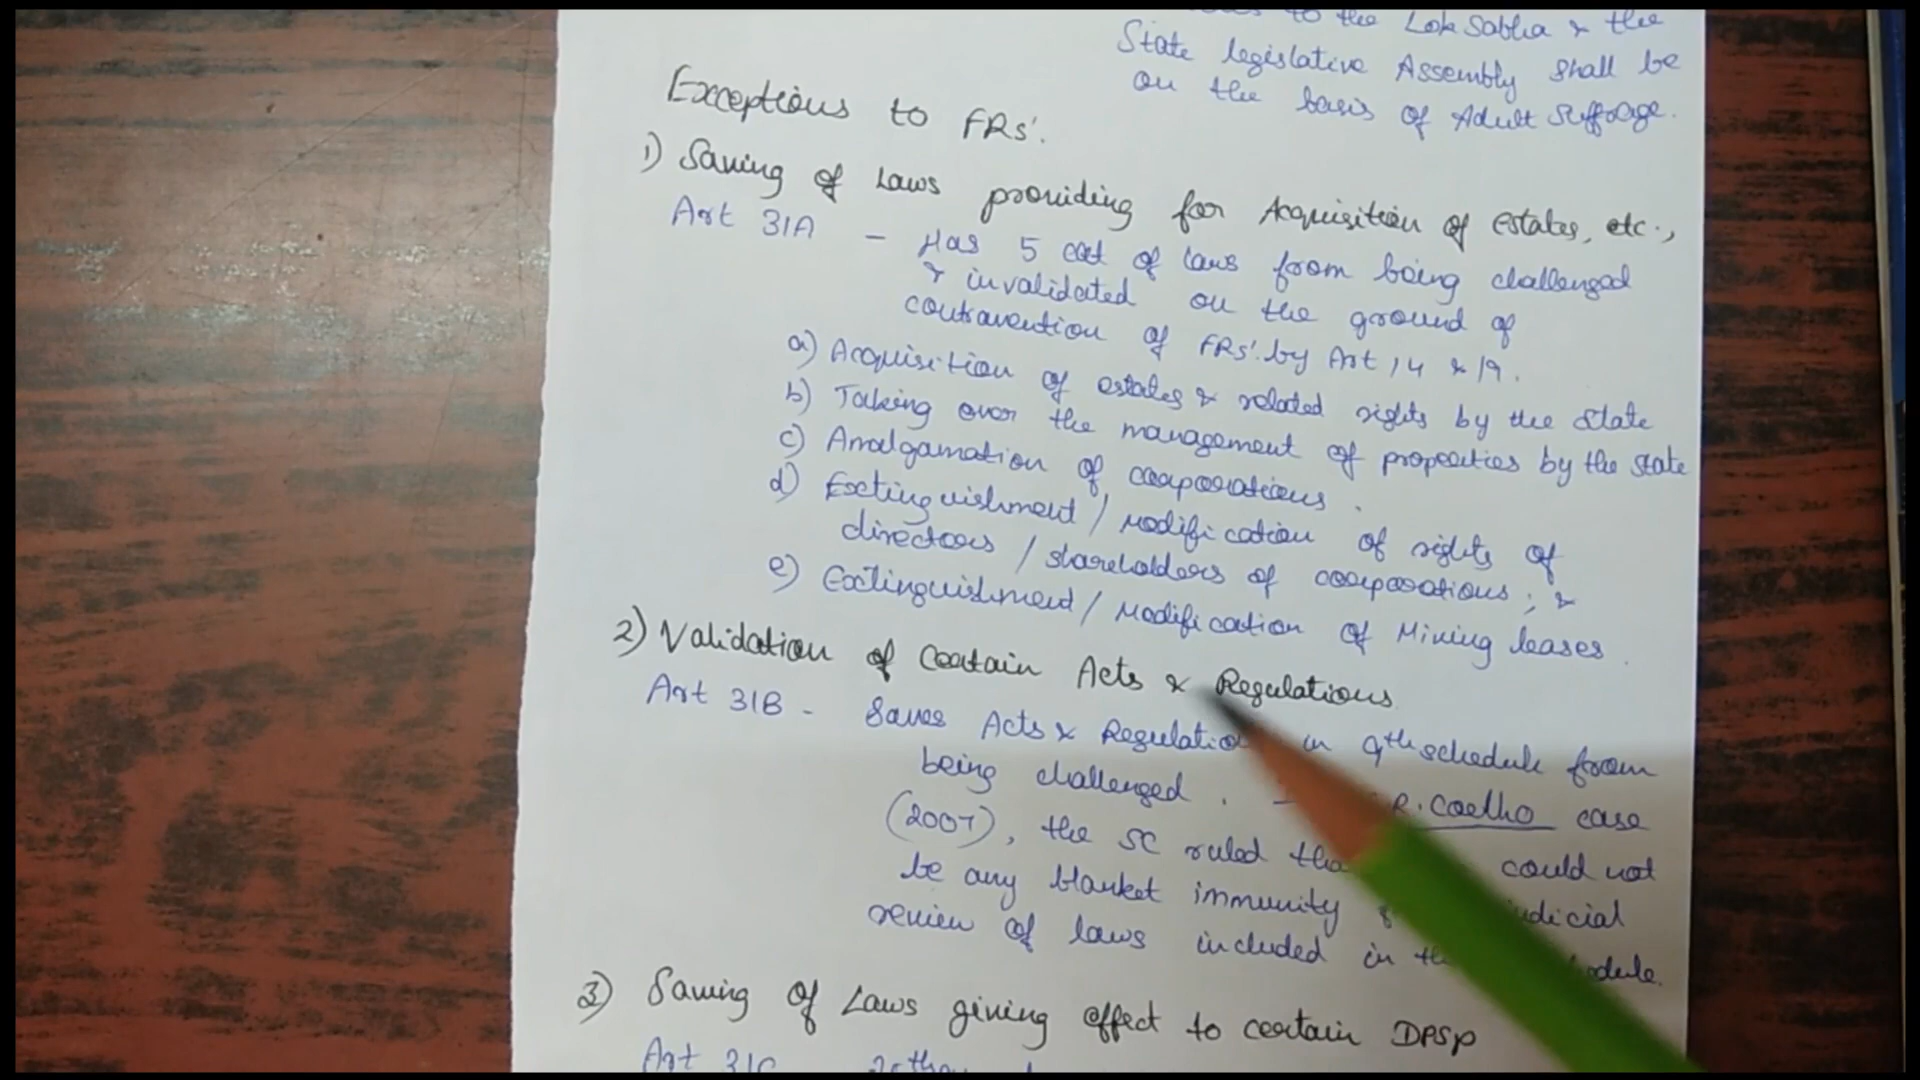 to the Lok Sabha & the
State legislative Assembly shall be
on the basis of Adult Suffrage.
Exceptions to FRs'.
1) Saving of Laws providing for Acquisition of estates, etc.,
Art 31A - Has 5 cat of laws from being challenged
& invalidated on the ground of
contravention of FRs'. by Art 14 & 19.
a) Acquisition of estates & related rights by the State
b) Taking over the management of properties by the State
c) Amalgamation of corporations.
d) Extinguishment / Modification of rights of
directors / shareholders of corporations; &
e) Extinguishment / Modification of Mining leases.
2) Validation of Certain Acts & Regulations
Art 31B - Saves Acts & Regulatio in 9th schedule from
being challenged. - R. Coelho case
(2007), the SC ruled tha could not
be any blanket immunity judicial
review of laws included in the
3) Saving of Laws giving effect to certain DPSP
Art 31C